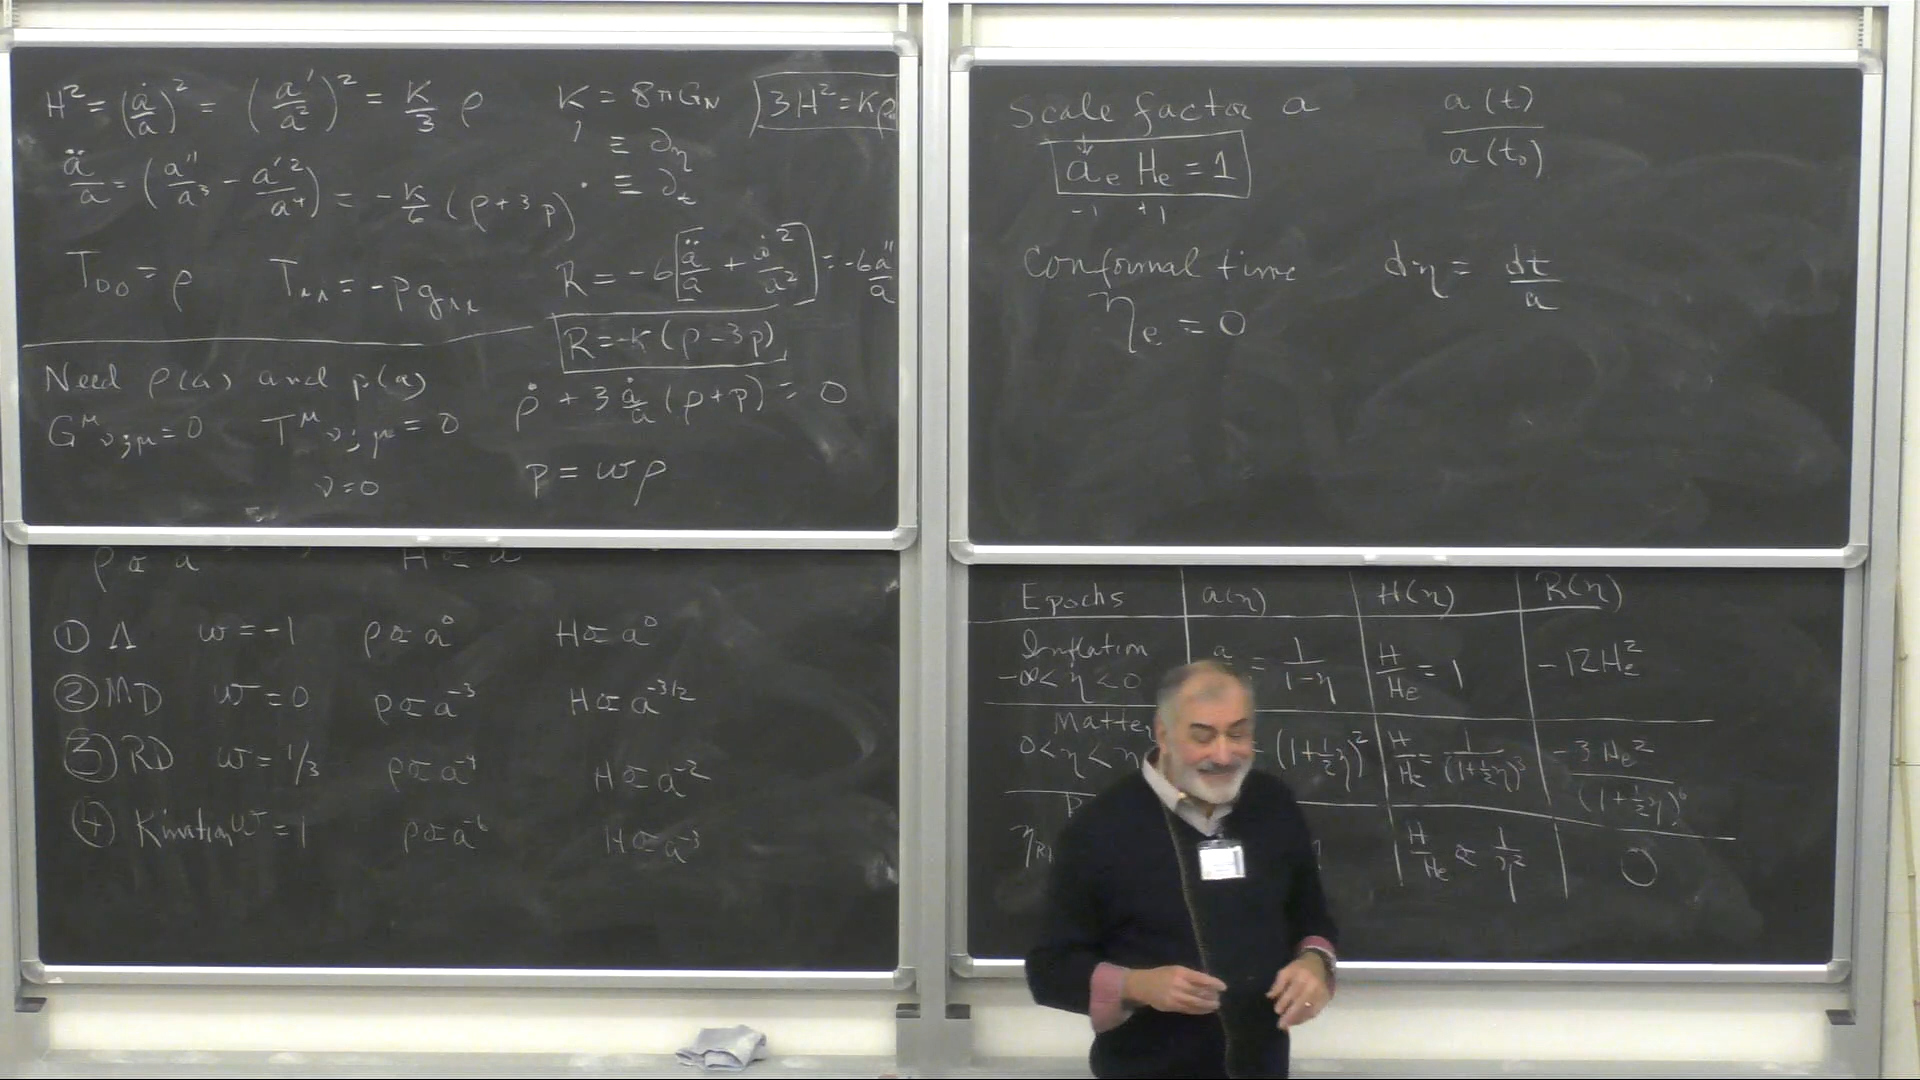 H² = (ȧ/a)² = (a′/a²)² = K/3 ρ
K = 8πG_N
3H² = Kρ
ä/a = (a″/a³ − a′²/a⁴) = −K/6 (ρ+3p)
′ ≡ ∂_η
· ≡ ∂_t
T₀₀ = ρ
R = −6[ä/a + ȧ²/a²] = −6a″/a
R = −K(ρ−3p)
Need ρ(a) and p(a)
ρ̇ + 3 ȧ/a (ρ+p) = 0
G^μ_ν;μ = 0 T^μ_ν;μ = 0
ν=0
p = wρ
ρ ∝ a
H ∝ a
① Λ w = −1 ρ ∝ a⁰ H ∝ a⁰
② MD w = 0 ρ ∝ a⁻³ H ∝ a^(−3/2)
③ RD w = 1/3 ρ ∝ a⁻⁴ H ∝ a⁻²
④ Kination w = 1 ρ ∝ a⁻⁶ H ∝ a⁻³
Scale factor a
a(t)/a(t₀)
a_e H_e = 1
−1 +1
Conformal time dη = dt/a
η_e = 0
Epochs a(η) H(η) R(η)
Inflation
−∞ < η < 0 a = 1/(1−η) H/H_e = 1 −12H_e²
Matte
0 < η < η = (1+½η)² H/H_e = 1/(1+½η)³ −3H_e²/(1+½η)⁶
H/H_e ∝ 1/η² 0